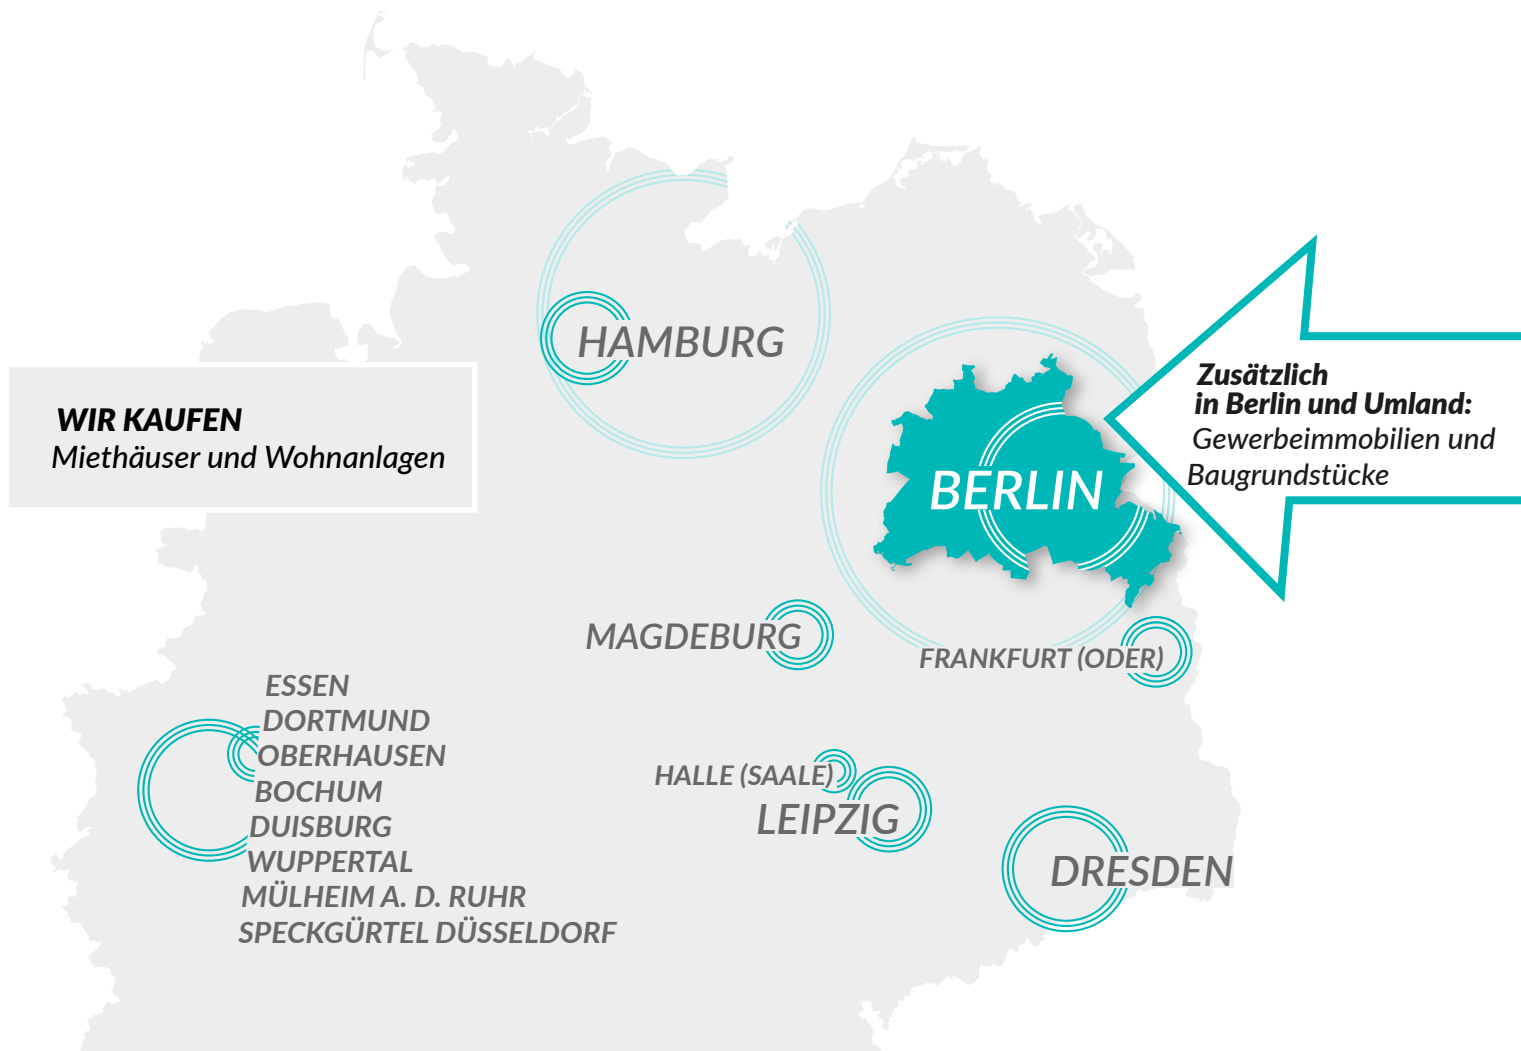 HAMBURG
WIR KAUFEN
Miethäuser und Wohnanlagen
Zusätzlich
in Berlin und Umland:
Gewerbeimmobilien und
Baugrundstücke
BERLIN
MAGDEBURG
FRANKFURT (ODER)
ESSEN
DORTMUND
OBERHAUSEN
BOCHUM
DUISBURG
WUPPERTAL
MÜLHEIM A. D. RUHR
SPECKGÜRTEL DÜSSELDORF
HALLE (SAALE)
LEIPZIG
DRESDEN